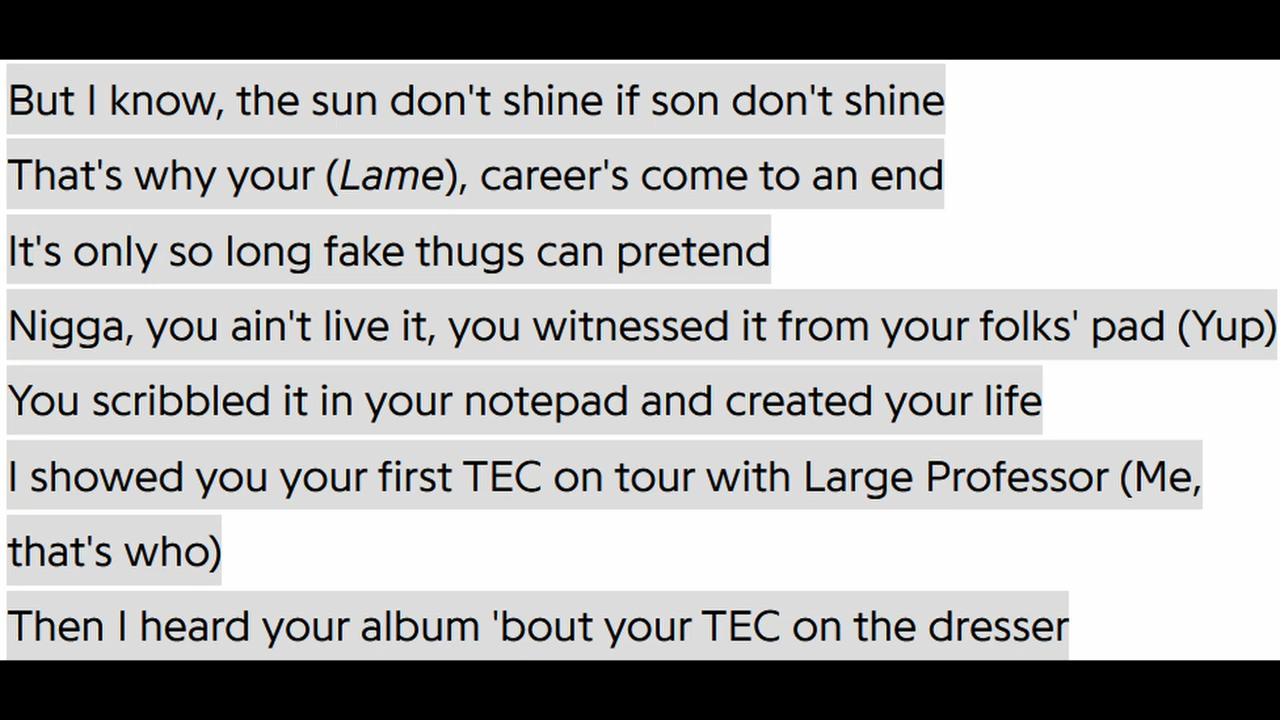 But I know, the sun don't shine if son don't shine
That's why your (Lame), career's come to an end
It's only so long fake thugs can pretend
Nigga, you ain't live it, you witnessed it from your folks' pad (Yup)
You scribbled it in your notepad and created your life
I showed you your first TEC on tour with Large Professor (Me,
that's who)
Then I heard your album 'bout your TEC on the dresser